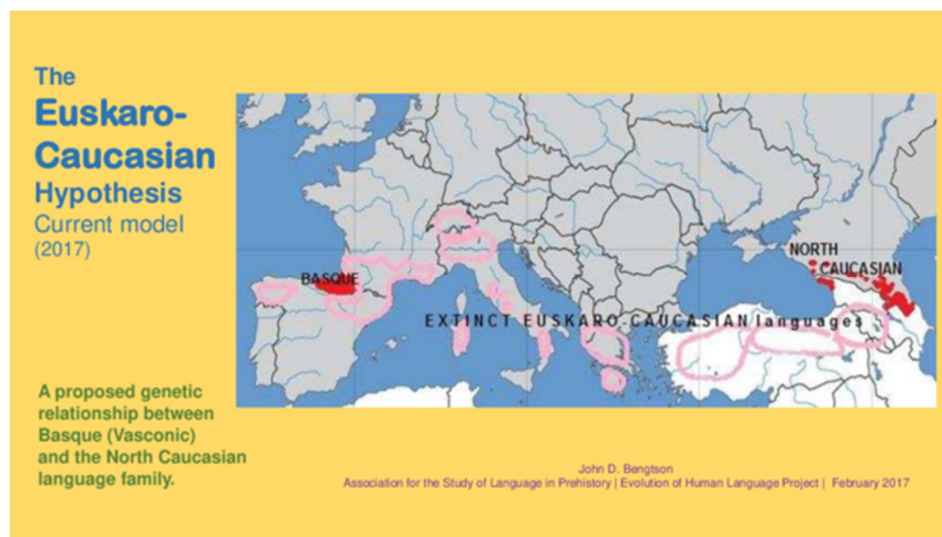 The
Euskaro-
Caucasian
Hypothesis
Current model
(2017)
BASQUE
NORTH
CAUCASIAN
EXTINCT EUSKARO-CAUCASIAN languages
A proposed genetic
relationship between
Basque (Vasconic)
and the North Caucasian
language family.
John D. Bengtson
Association for the Study of Language in Prehistory | Evolution of Human Language Project | February 2017